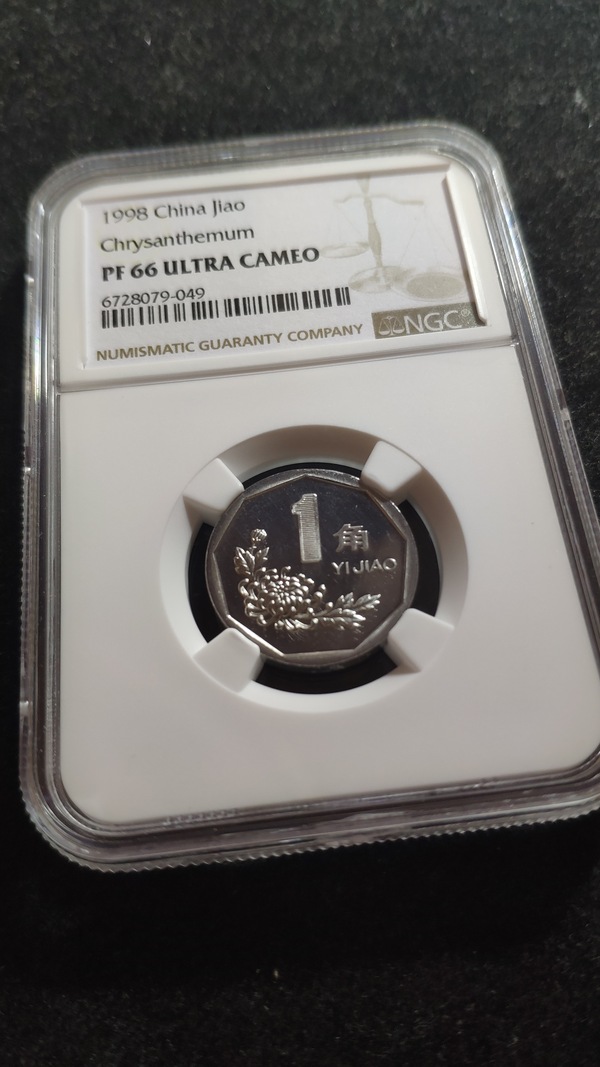 1998 China Jiao
Chrysanthemum
PF 66 ULTRA CAMEO
6728079-049
NUMISMATIC GUARANTY COMPANY
NGC®
1 角
YI JIAO